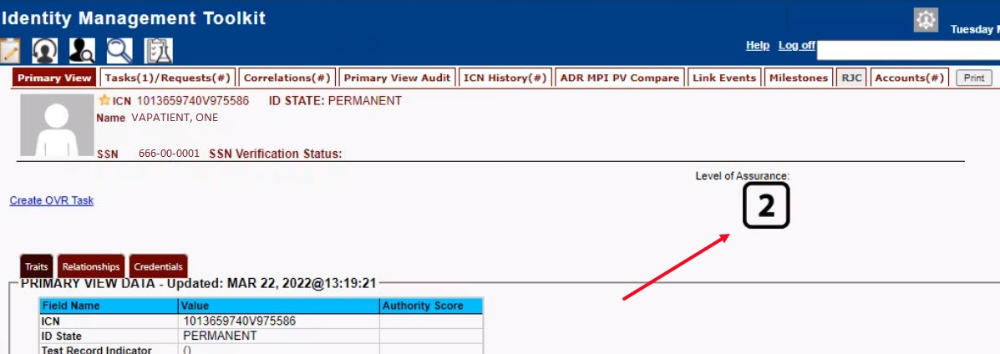 Identity Management Toolkit
Tuesday M
Help Log off
Primary View Tasks(1)/Requests(#) Correlations(#) Primary View Audit ICN History(#) ADR MPI PV Compare Link Events Milestones RJC Accounts(#) Print
ICN 1013659740V975586 ID STATE: PERMANENT
Name VAPATIENT, ONE
SSN 666-00-0001 SSN Verification Status:
Level of Assurance:
2
Create OVR Task
Traits Relationships Credentials
PRIMARY VIEW DATA - Updated: MAR 22, 2022@13:19:21
Field Name Value Authority Score
ICN 1013659740V975586
ID State PERMANENT
Test Record Indicator ()